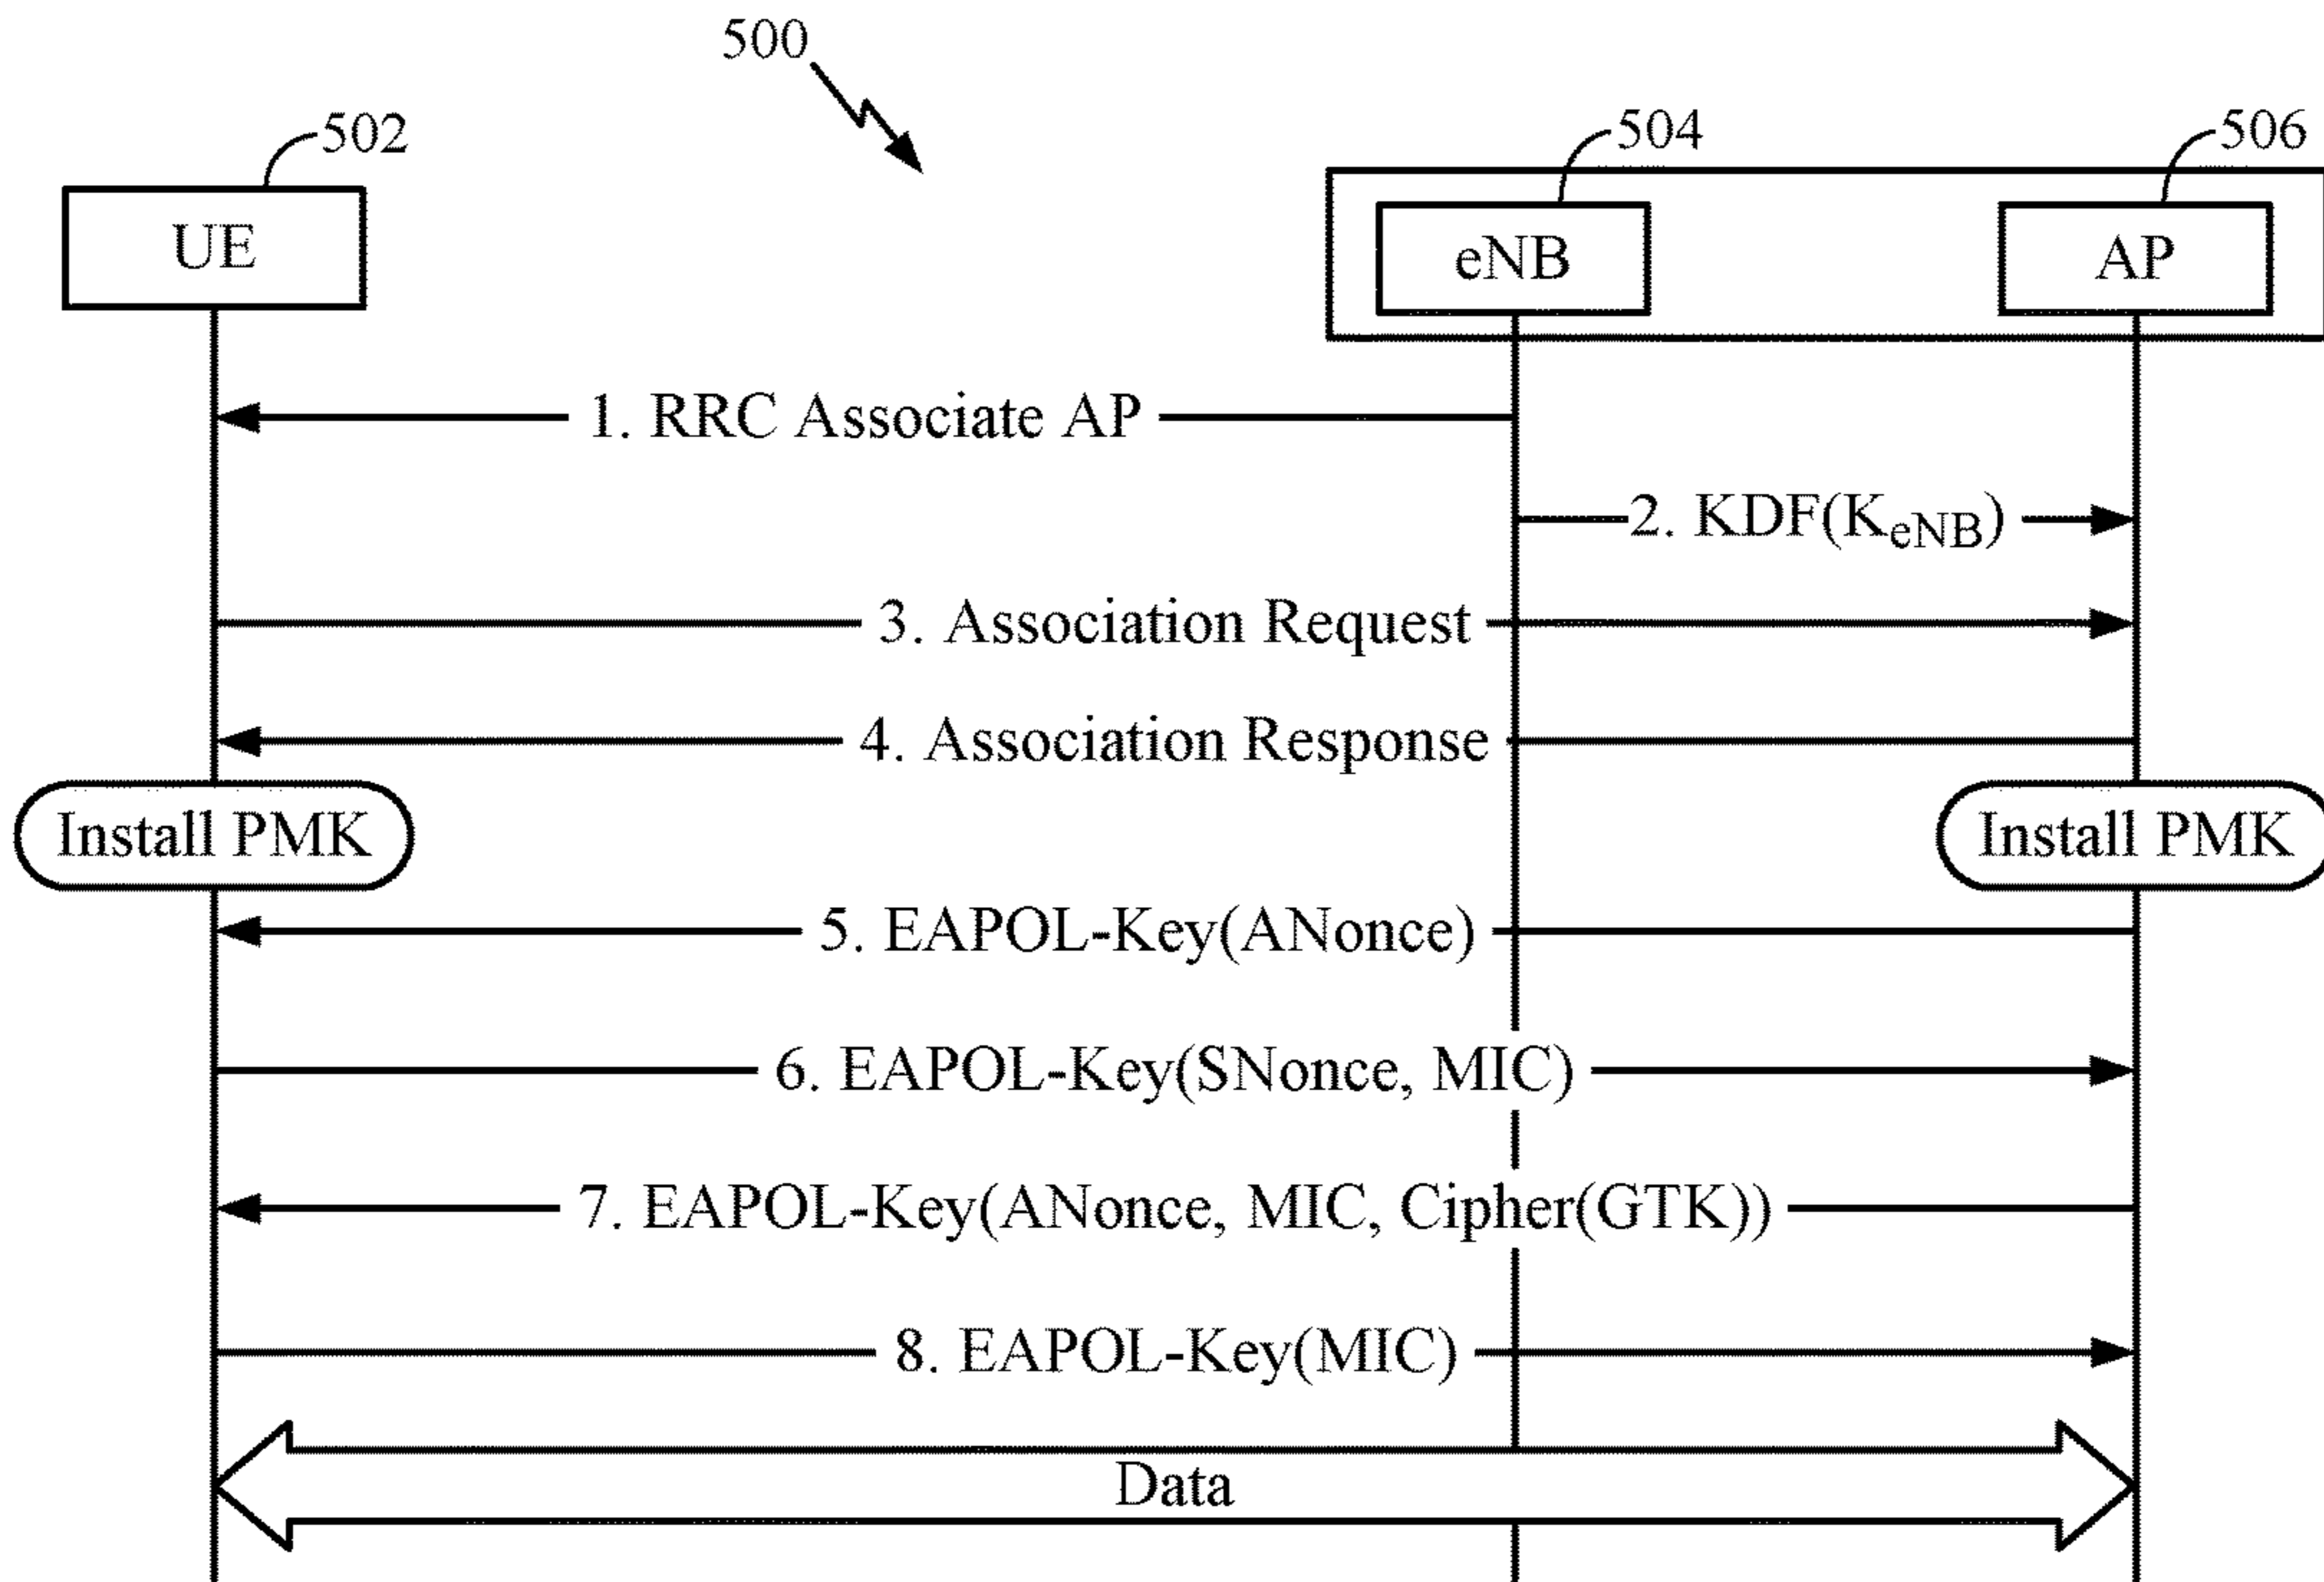 500
502
504
506
UE
eNB
AP
1. RRC Associate AP
2. KDF(KeNB)
3. Association Request
4. Association Response
Install PMK
Install PMK
5. EAPOL-Key(ANonce)
6. EAPOL-Key(SNonce, MIC)
7. EAPOL-Key(ANonce, MIC, Cipher(GTK))
8. EAPOL-Key(MIC)
Data